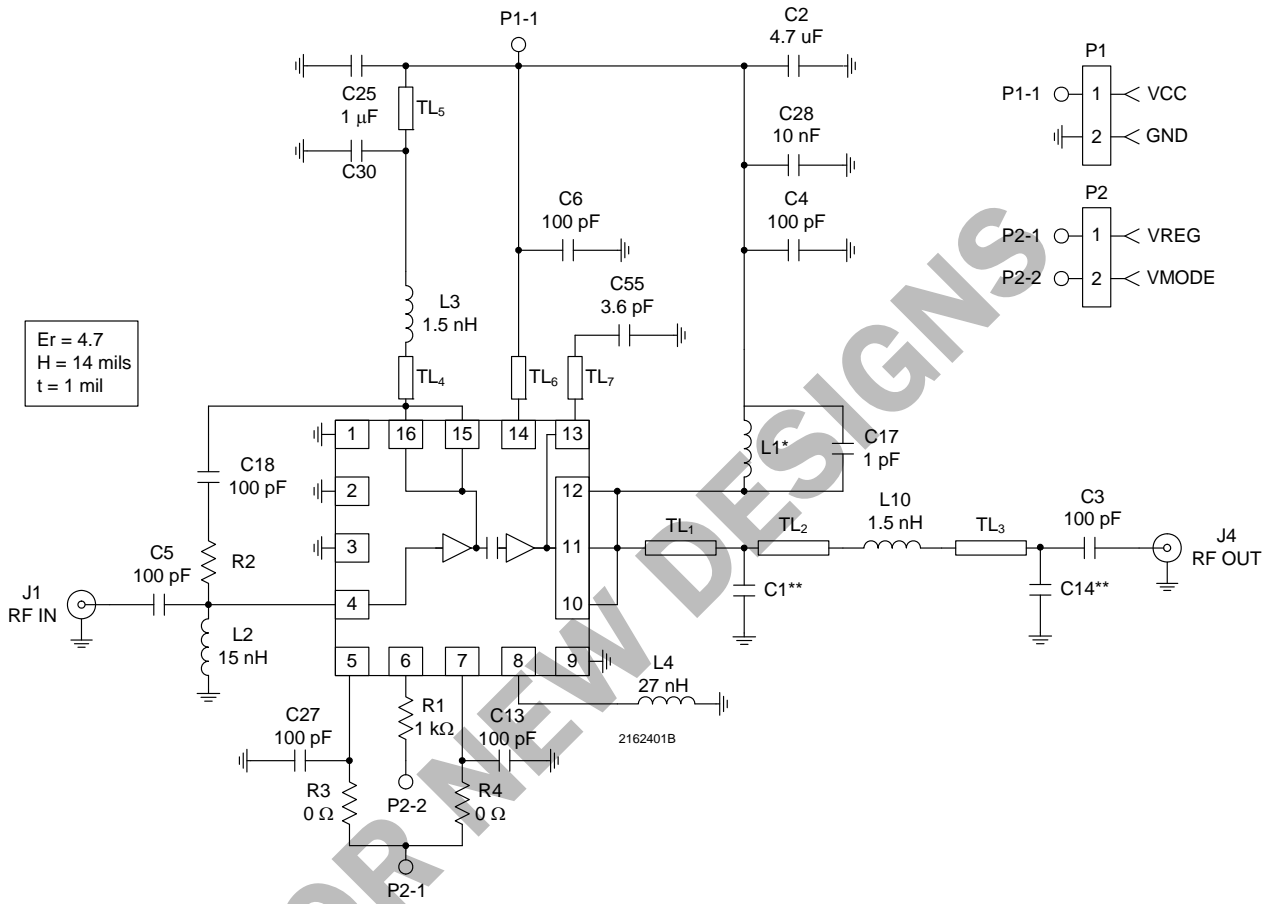 P1-1
C2
4.7 uF
P1
C25
1 μF
TL5
P1-1
1
VCC
C28
10 nF
2
GND
C30
P2
C6
100 pF
C4
100 pF
P2-1
1
VREG
C55
3.6 pF
P2-2
2
VMODE
L3
1.5 nH
Er = 4.7
H = 14 mils
t = 1 mil
TL4
TL6
TL7
1
16
15
14
13
L1*
C17
1 pF
C18
100 pF
2
12
L10
1.5 nH
C3
100 pF
TL1
TL2
TL3
J4
RF OUT
3
11
C5
100 pF
R2
C1**
C14**
J1
RF IN
4
10
L2
15 nH
5
6
7
8
9
L4
27 nH
C27
100 pF
R1
1 kΩ
C13
100 pF
2162401B
R3
0 Ω
P2-2
R4
0 Ω
P2-1
OR NEW DESIGNS